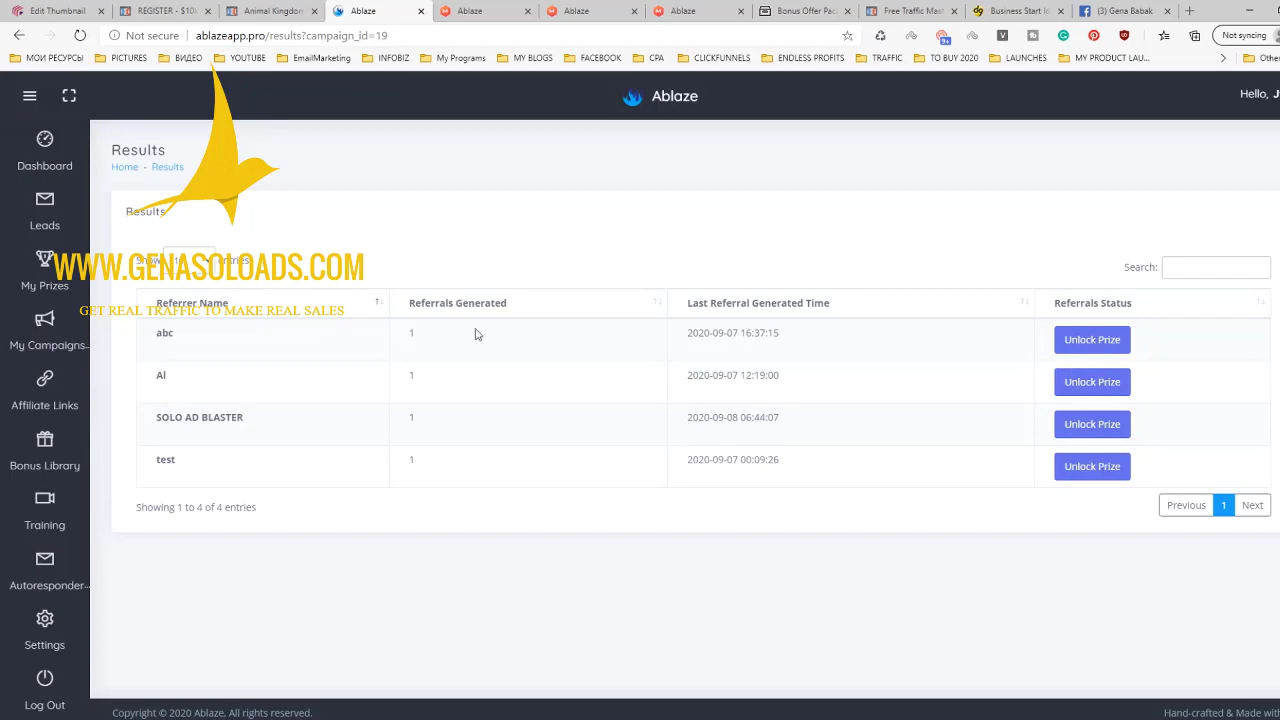 Edit Thumbnail
REGISTER - $10k
Animal Kingdom
Ablaze
Ablaze
Ablaze
Ablaze
Bonus Offer Pac
Free Traffic Mast
Business Start Id
(3) Gena Babak
Not secure ablazeapp.pro/results?campaign_id=19
Not syncing
МОИ РЕСУРСЫ PICTURES ВИДЕО YOUTUBE EmailMarketing INFOBIZ My Programs MY BLOGS FACEBOOK CPA CLICKFUNNELS ENDLESS PROFITS TRAFFIC TO BUY 2020 LAUNCHES MY PRODUCT LAU...
Ablaze
Hello, J
Dashboard
Leads
My Prizes
My Campaigns...
Affiliate Links
Bonus Library
Training
Autoresponder...
Settings
Log Out
Results
Home - Results
Results
Show entries
Search:
WWW.GENASOLOADS.COM
GET REAL TRAFFIC TO MAKE REAL SALES
Referrer Name Referrals Generated Last Referral Generated Time Referrals Status
abc 1 2020-09-07 16:37:15 Unlock Prize
Al 1 2020-09-07 12:19:00 Unlock Prize
SOLO AD BLASTER 1 2020-09-08 06:44:07 Unlock Prize
test 1 2020-09-07 00:09:26 Unlock Prize
Showing 1 to 4 of 4 entries
Previous 1 Next
Copyright © 2020 Ablaze, All rights reserved.
Hand-crafted & Made with